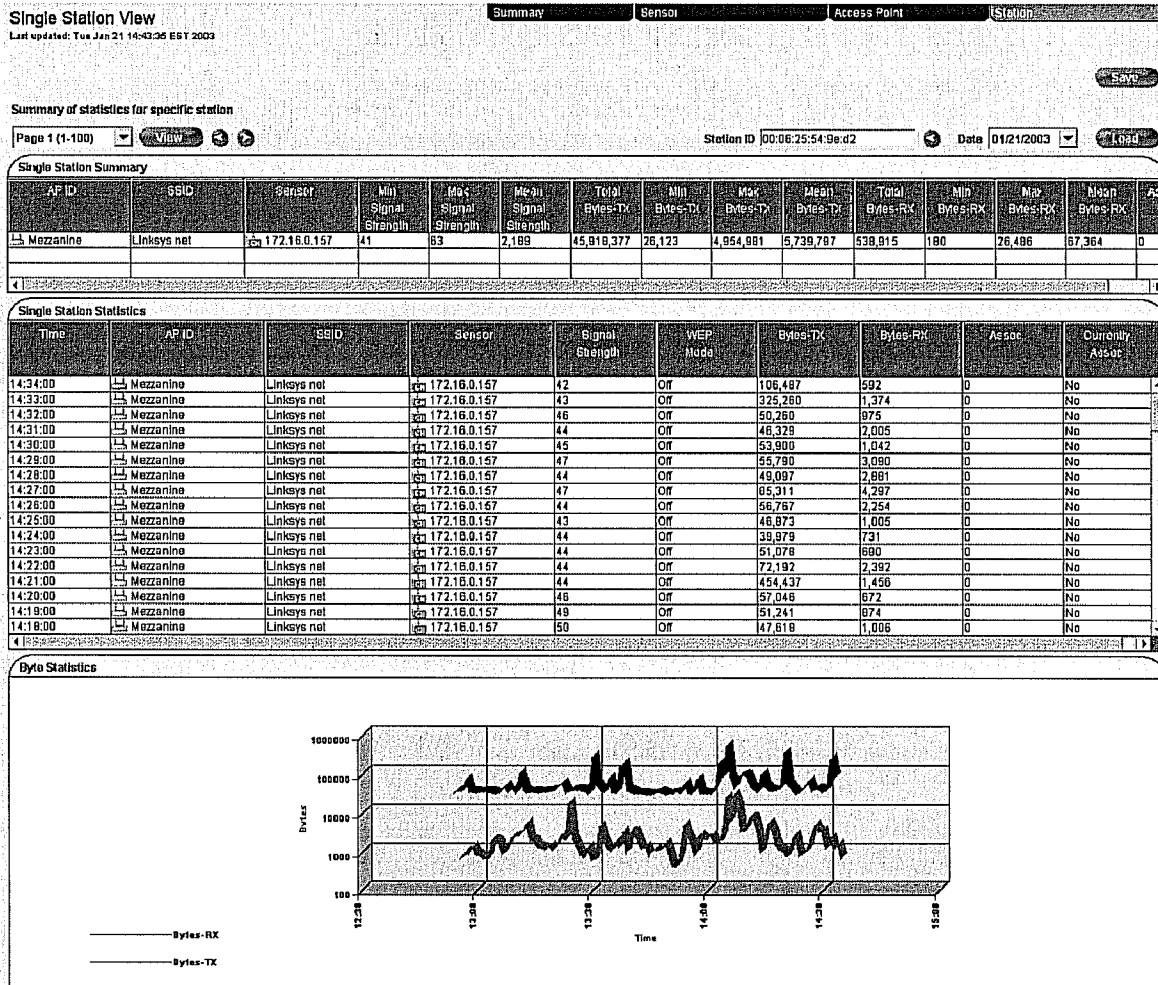 Single Station View
Summary Sensor Access Point Station
Last updated: Tue Jan 21 14:43:35 EST 2003
Save
Summary of statistics for specific station
Page 1 (1-100) View Station ID 00:06:25:54:9e:d2 Date 01/21/2003 Load
Single Station Summary
AP ID SSID Sensor Min Signal Strength Max Signal Strength Mean Signal Strength Total Bytes-TX Min Bytes-TX Max Bytes-TX Mean Bytes-TX Total Bytes-RX Min Bytes-RX Max Bytes-RX Mean Bytes-RX
Mezzanine Linksys net 172.16.0.157 41 63 2,189 45,918,377 26,123 4,954,981 5,739,797 538,915 180 26,486 67,364 0
Single Station Statistics
Time AP ID SSID Sensor Signal Strength WEP Mode Bytes-TX Bytes-RX Assoc Currently Assoc
14:34:00 Mezzanine Linksys net 172.16.0.157 42 Off 106,487 592 0 No
14:33:00 Mezzanine Linksys net 172.16.0.157 43 Off 325,260 1,374 0 No
14:32:00 Mezzanine Linksys net 172.16.0.157 46 Off 50,260 975 0 No
14:31:00 Mezzanine Linksys net 172.16.0.157 44 Off 46,329 2,005 0 No
14:30:00 Mezzanine Linksys net 172.16.0.157 45 Off 53,900 1,042 0 No
14:29:00 Mezzanine Linksys net 172.16.0.157 47 Off 55,790 3,090 0 No
14:28:00 Mezzanine Linksys net 172.16.0.157 44 Off 49,097 2,881 0 No
14:27:00 Mezzanine Linksys net 172.16.0.157 47 Off 65,311 4,297 0 No
14:26:00 Mezzanine Linksys net 172.16.0.157 44 Off 56,767 2,254 0 No
14:25:00 Mezzanine Linksys net 172.16.0.157 43 Off 46,873 1,005 0 No
14:24:00 Mezzanine Linksys net 172.16.0.157 44 Off 39,979 731 0 No
14:23:00 Mezzanine Linksys net 172.16.0.157 44 Off 51,078 690 0 No
14:22:00 Mezzanine Linksys net 172.16.0.157 44 Off 72,192 2,392 0 No
14:21:00 Mezzanine Linksys net 172.16.0.157 44 Off 454,437 1,456 0 No
14:20:00 Mezzanine Linksys net 172.16.0.157 46 Off 57,046 672 0 No
14:19:00 Mezzanine Linksys net 172.16.0.157 49 Off 51,241 874 0 No
14:18:00 Mezzanine Linksys net 172.16.0.157 50 Off 47,618 1,006 0 No
Byte Statistics
1000000
100000
10000
1000
100
Bytes
12:30 13:00 13:30 14:00 14:30 15:00
Time
Bytes-RX
Bytes-TX